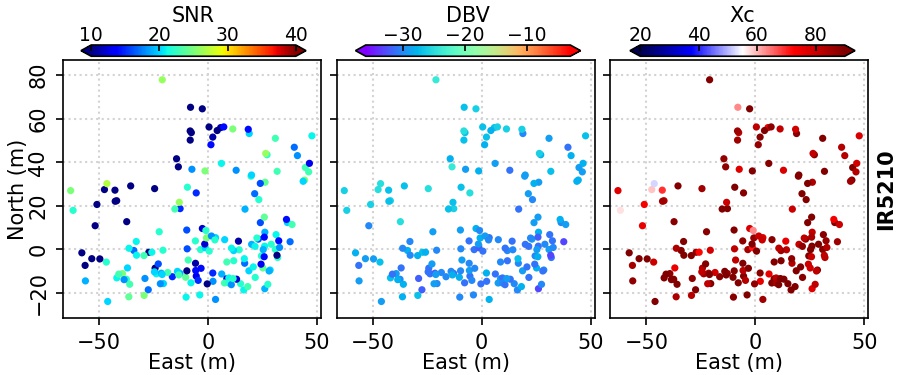 SNR DBV Xc
10 20 30 40 −30 −20 −10 20 40 60 80
80
60
40
20
0
−20
North (m)
−50 0 50 −50 0 50 −50 0 50
East (m) East (m) East (m)
IR5210